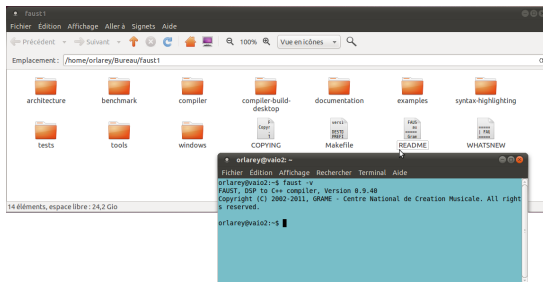 faust1
Fichier Édition Affichage Aller à Signets Aide
Précédent Suivant 100% Vue en icônes
Emplacement : /home/orlarey/Bureau/faust1
architecture benchmark compiler compiler-build-desktop documentation examples syntax-highlighting
tests tools windows COPYING Makefile README WHATSNEW
14 éléments, espace libre : 24,2 Gio
orlarey@vaio2: ~
Fichier Édition Affichage Rechercher Terminal Aide
orlarey@vaio2:~$ faust -v
FAUST, DSP to C++ compiler, Version 0.9.40
Copyright (C) 2002-2011, GRAME - Centre National de Creation Musicale. All right
s reserved.
orlarey@vaio2:~$